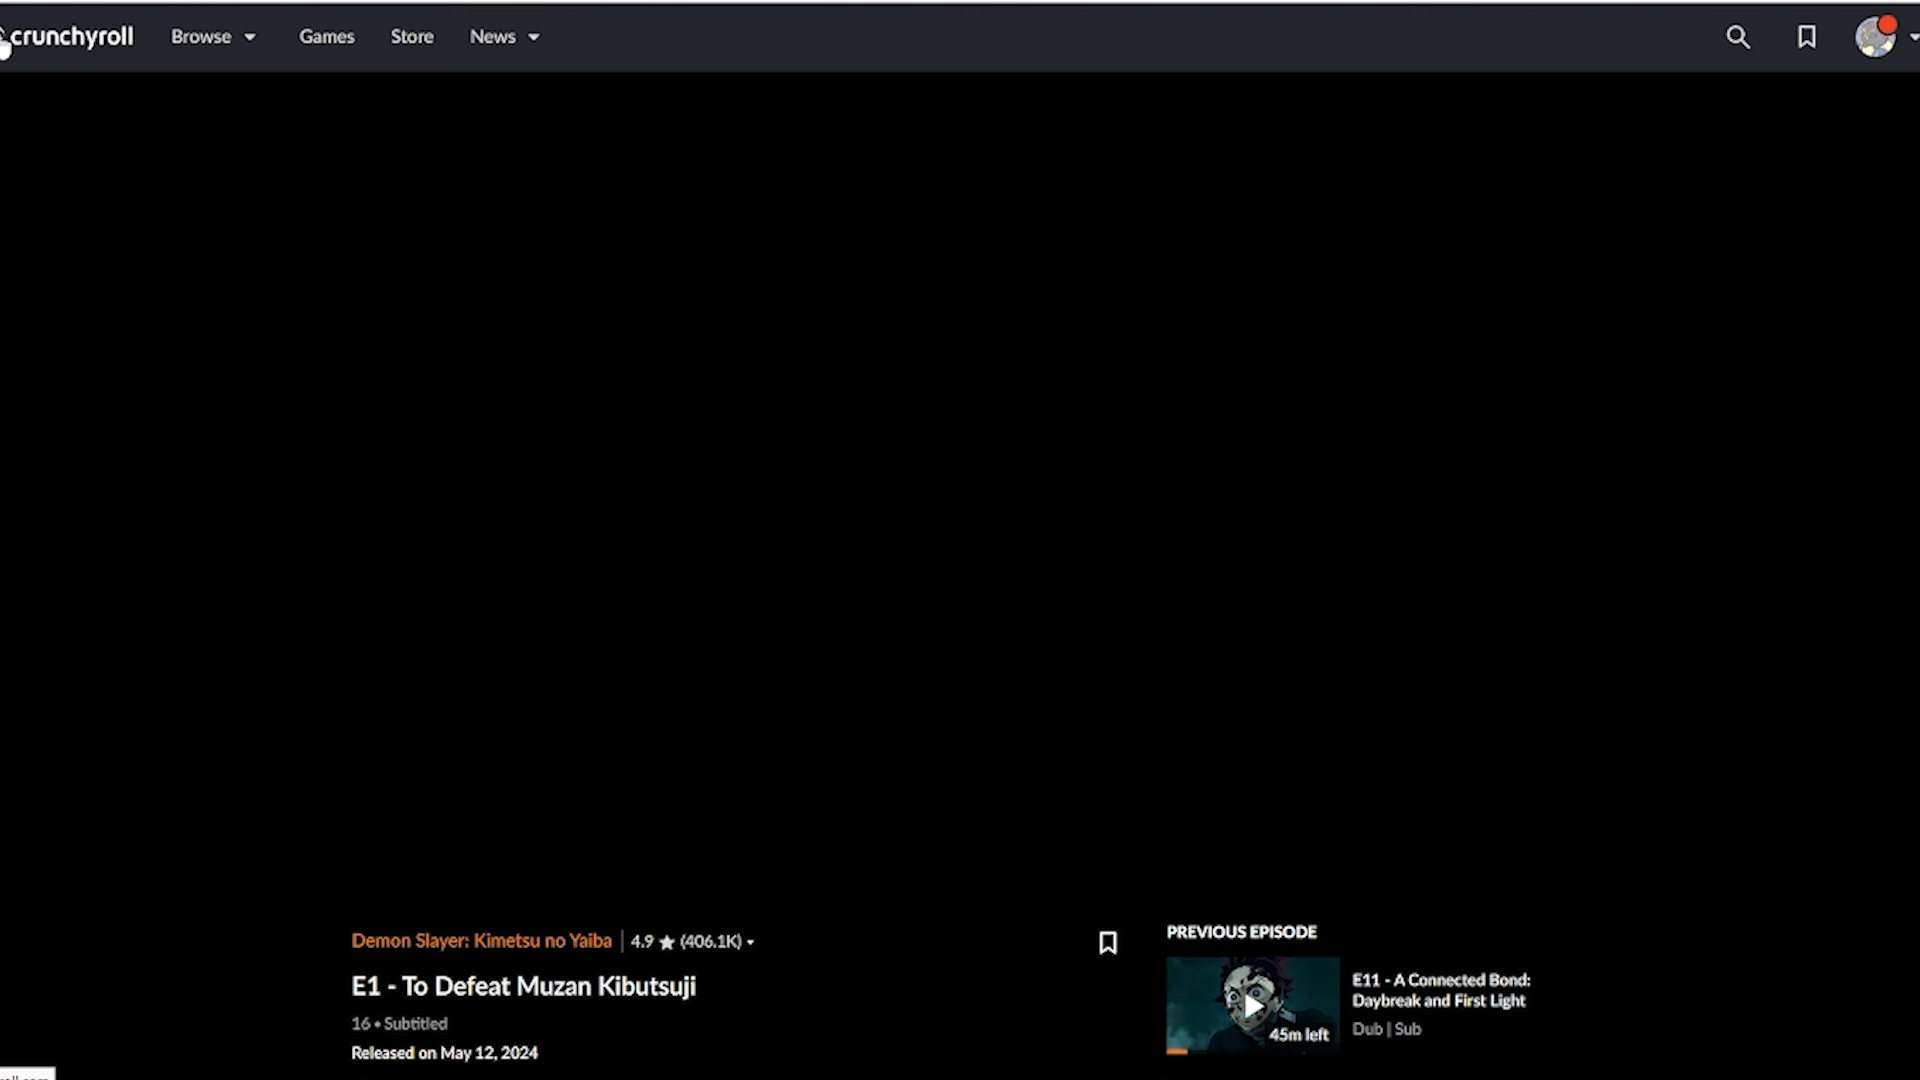 crunchyroll Browse Games Store News
Demon Slayer: Kimetsu no Yaiba | 4.9 ★ (406.1K)
E1 - To Defeat Muzan Kibutsuji
16 • Subtitled
Released on May 12, 2024
PREVIOUS EPISODE
45m left
E11 - A Connected Bond:
Daybreak and First Light
Dub | Sub